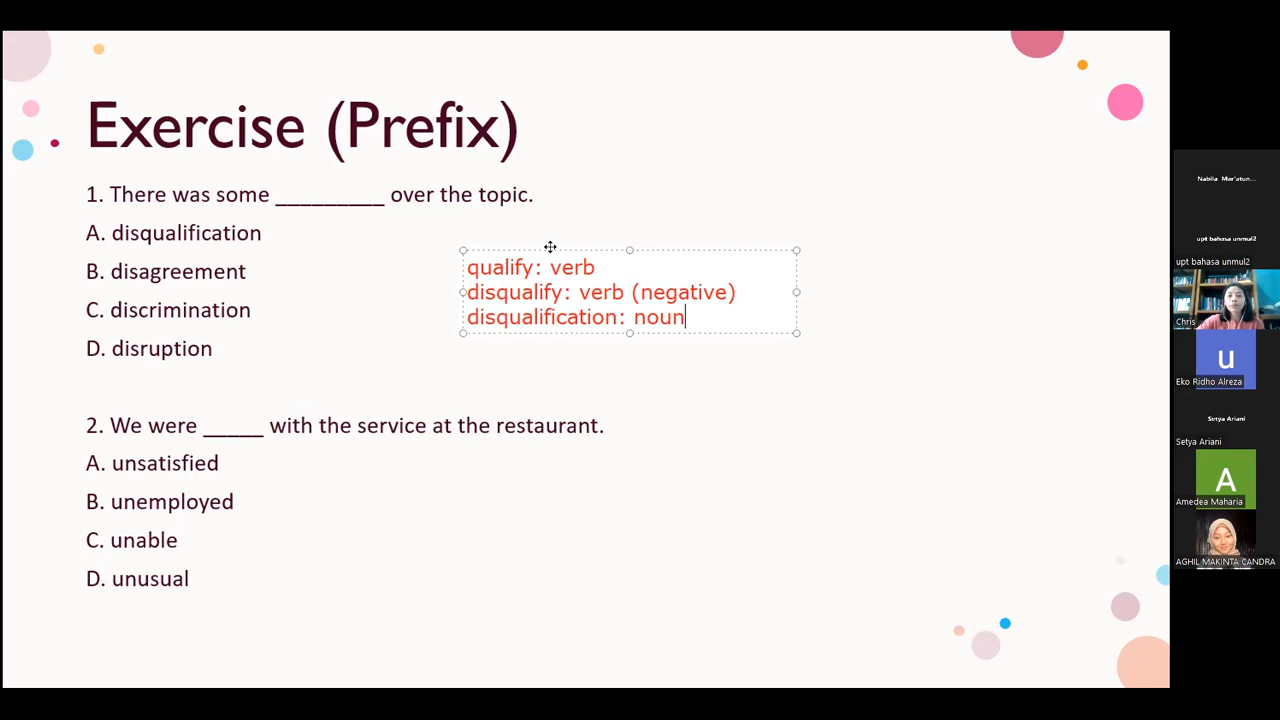 Exercise (Prefix)
1. There was some _________ over the topic.
A. disqualification
B. disagreement
C. discrimination
D. disruption
qualify: verb
disqualify: verb (negative)
disqualification: noun
2. We were _____ with the service at the restaurant.
A. unsatisfied
B. unemployed
C. unable
D. unusual
Nabila Mar'atun...
upt bahasa unmul2
upt bahasa unmul2
Chris
u
Eko Ridho Alreza
Setya Ariani
Setya Ariani
A
Amedea Maharia
AGHIL MAKINTA CANDRA